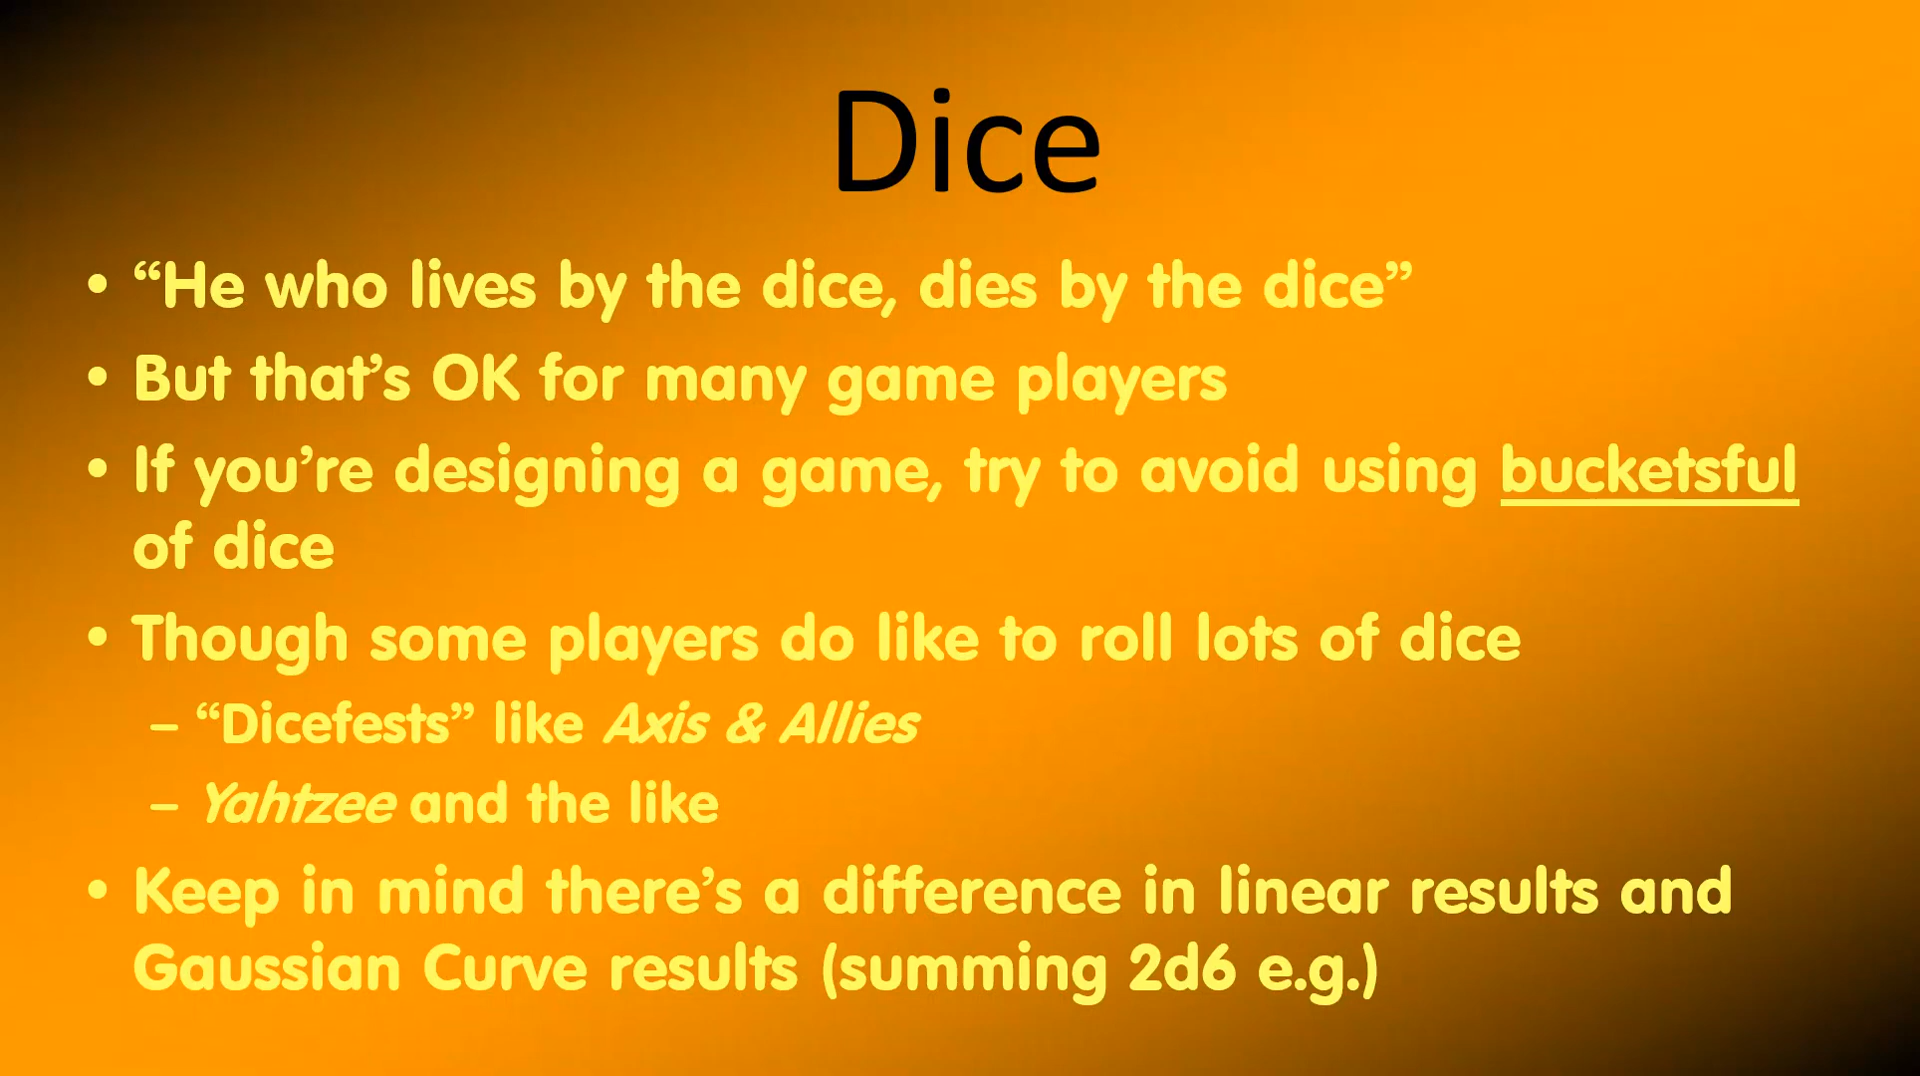 Dice
• “He who lives by the dice, dies by the dice”
• But that’s OK for many game players
• If you’re designing a game, try to avoid using bucketsful
of dice
• Though some players do like to roll lots of dice
– “Dicefests” like Axis & Allies
– Yahtzee and the like
• Keep in mind there’s a difference in linear results and
Gaussian Curve results (summing 2d6 e.g.)